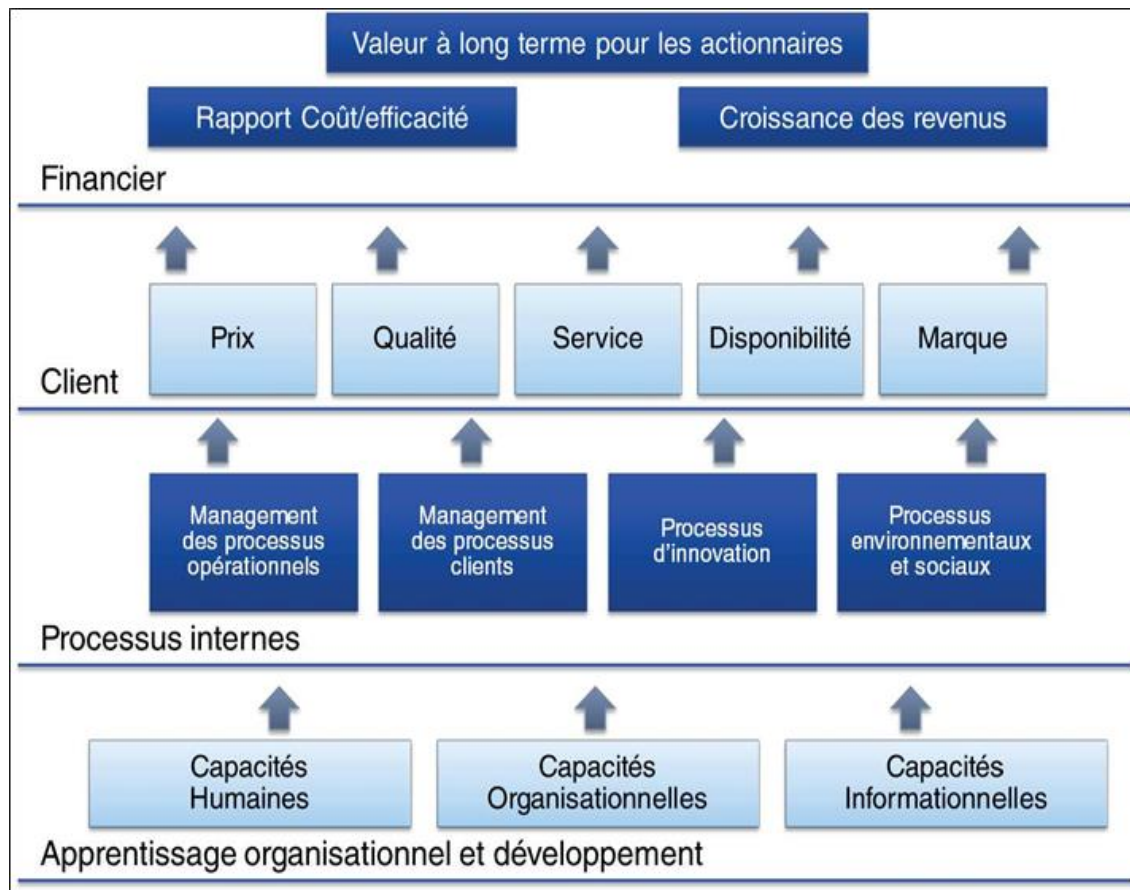 Valeur à long terme pour les actionnaires
Rapport Coût/efficacité
Croissance des revenus
Financier
Prix
Qualité
Service
Disponibilité
Marque
Client
Management
des processus
opérationnels
Management
des processus
clients
Processus
d'innovation
Processus
environnementaux
et sociaux
Processus internes
Capacités
Humaines
Capacités
Organisationnelles
Capacités
Informationnelles
Apprentissage organisationnel et développement